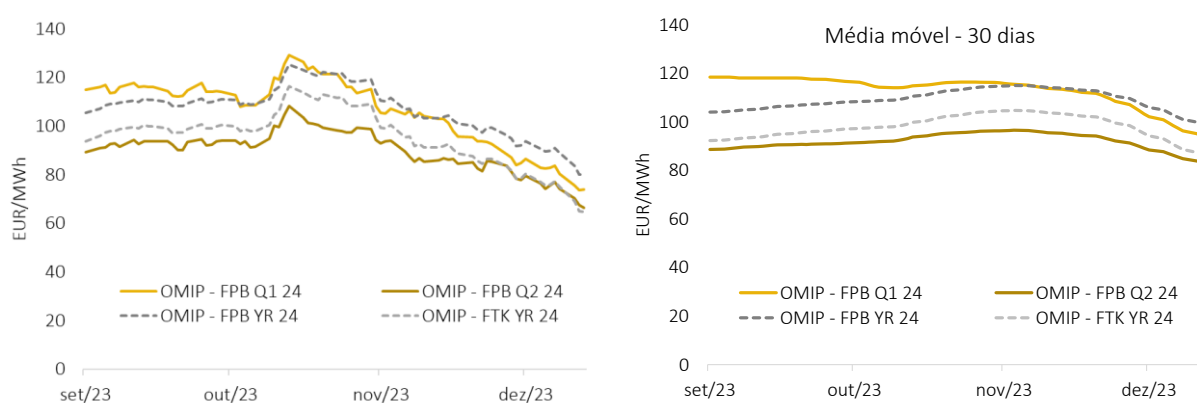 140
120
100
80
60
40
20
0
EUR/MWh
OMIP - FPB Q1 24
OMIP - FPB Q2 24
OMIP - FPB YR 24
OMIP - FTK YR 24
set/23
out/23
nov/23
dez/23
Média móvel - 30 dias
140
120
100
80
60
40
20
0
EUR/MWh
OMIP - FPB Q1 24
OMIP - FPB Q2 24
OMIP - FPB YR 24
OMIP - FTK YR 24
set/23
out/23
nov/23
dez/23